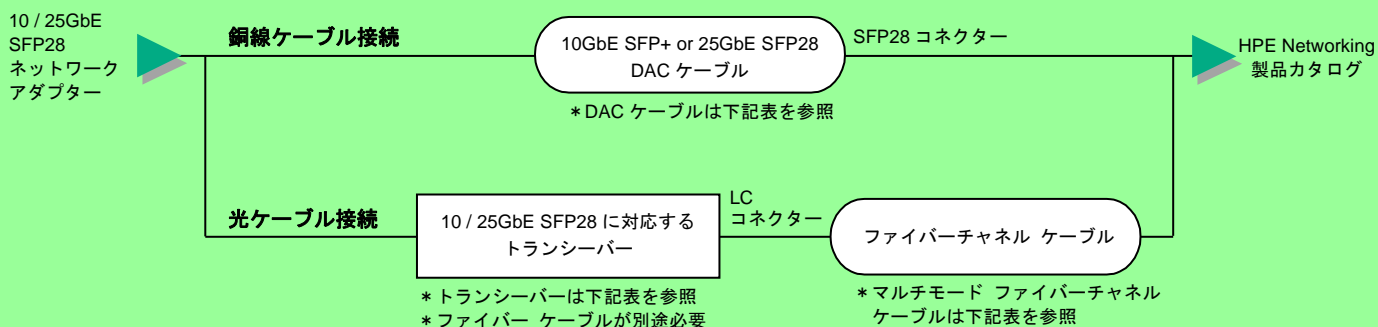 10 / 25GbE
SFP28
ネットワーク
アダプター
銅線ケーブル接続
10GbE SFP+ or 25GbE SFP28
DAC ケーブル
SFP28 コネクター
HPE Networking
製品カタログ
＊DAC ケーブルは下記表を参照
光ケーブル接続
10 / 25GbE SFP28 に対応する
トランシーバー
LC
コネクター
ファイバーチャネル ケーブル
＊トランシーバーは下記表を参照
＊ファイバー ケーブルが別途必要
＊マルチモード ファイバーチャネル
ケーブルは下記表を参照